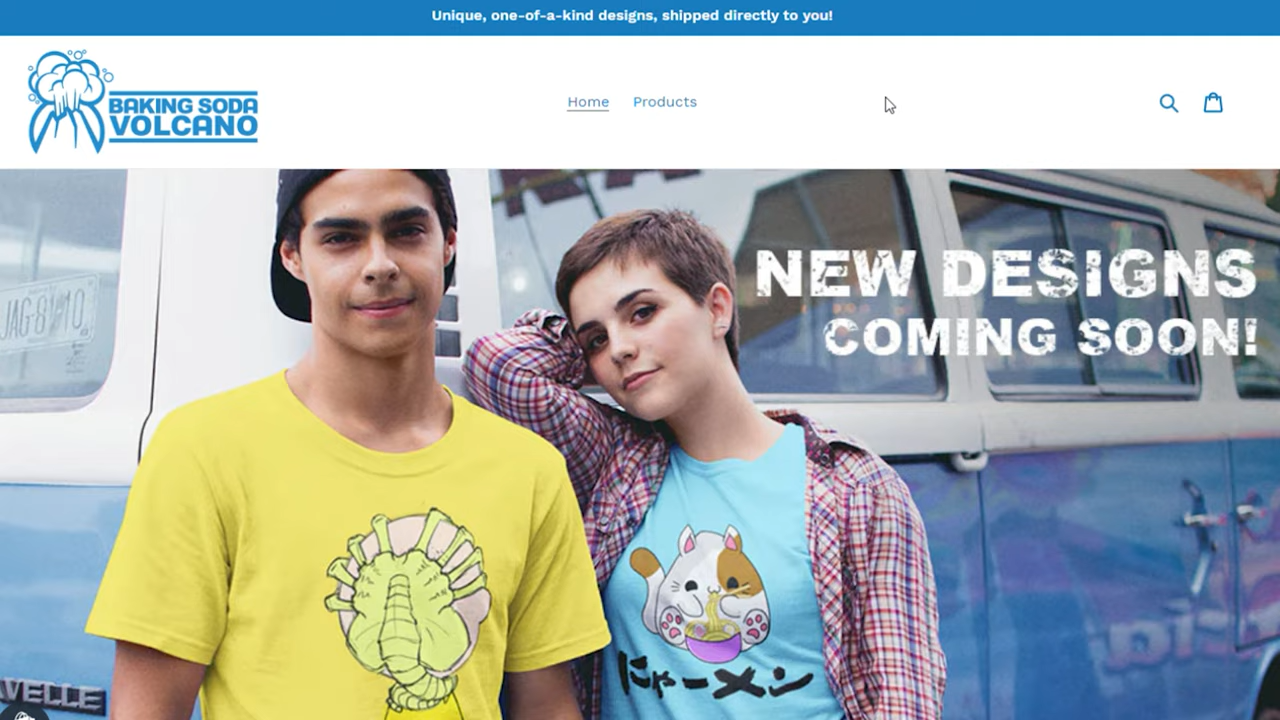 Unique, one-of-a-kind designs, shipped directly to you!
BAKING SODA
VOLCANO
Home
Products
NEW DESIGNS
COMING SOON!
にゃーメン